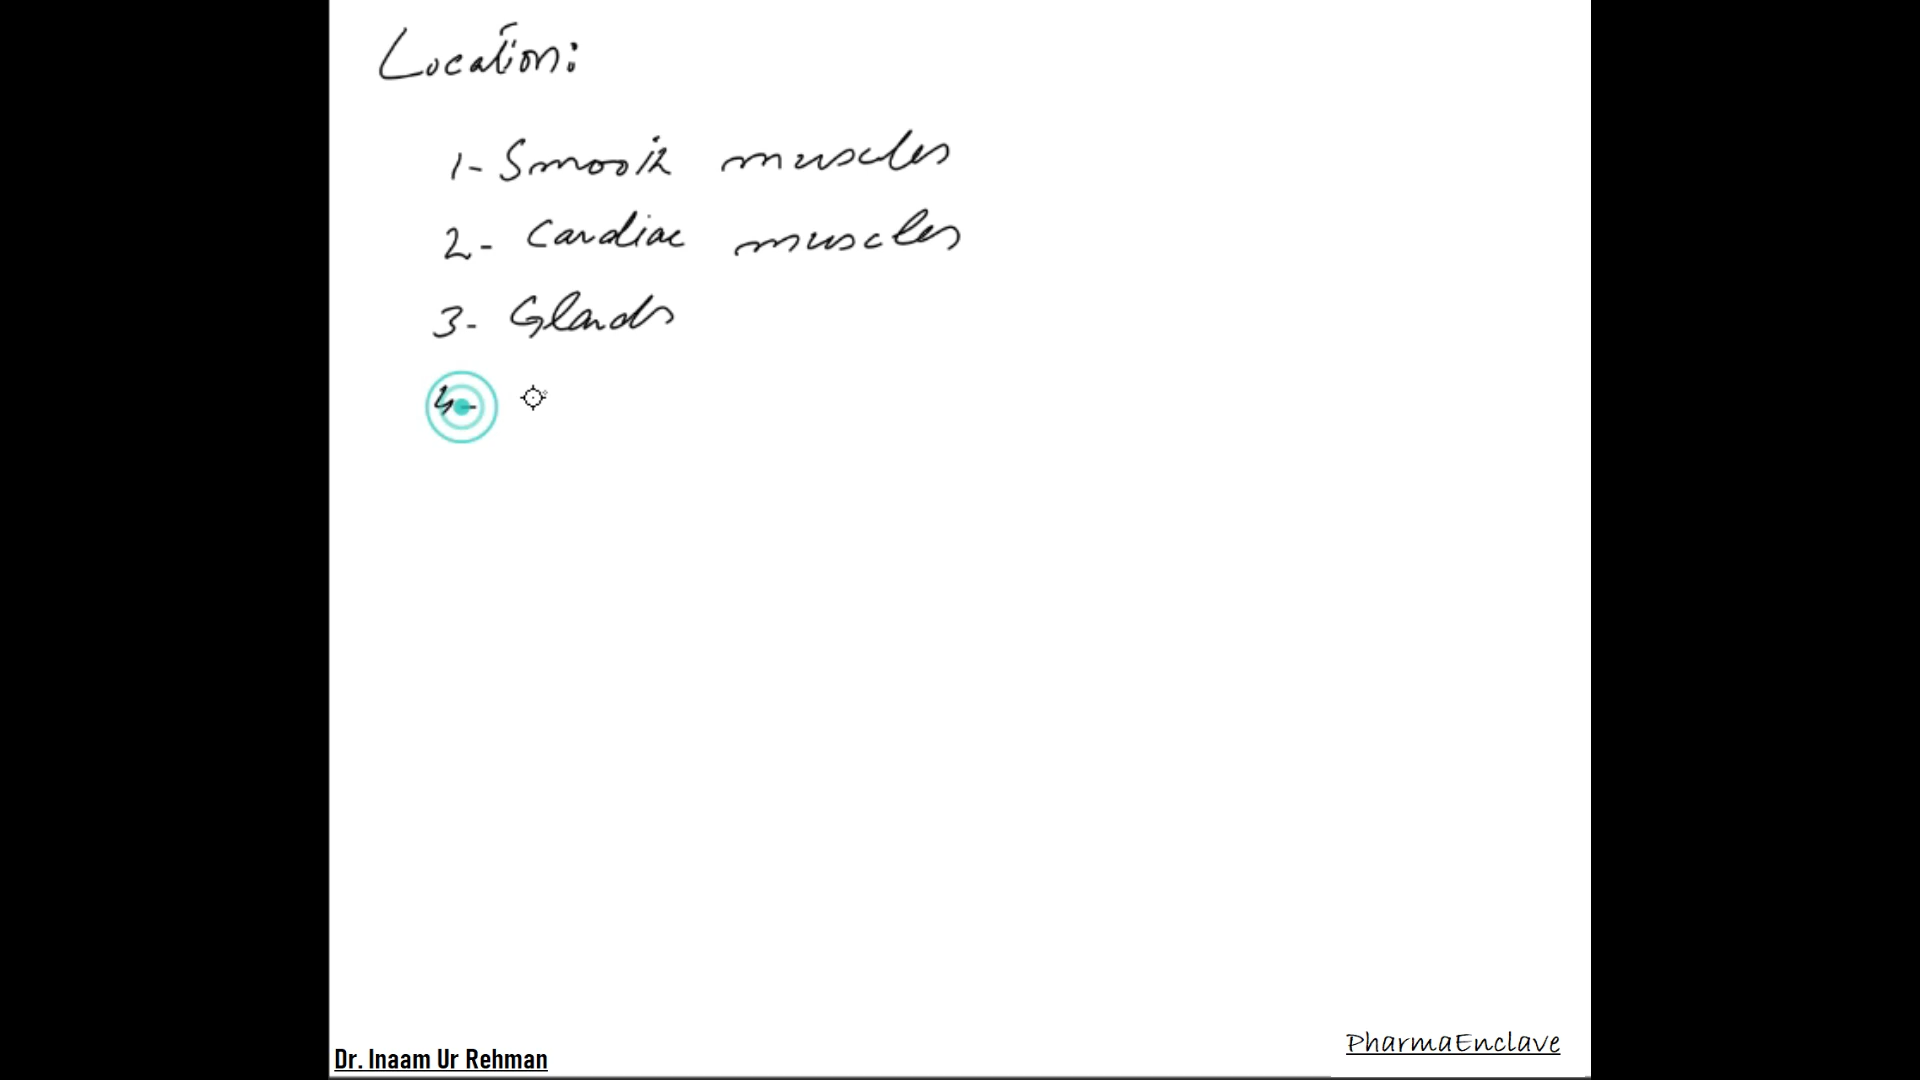 Location:
1- Smooth muscles
2- Cardiac muscles
3- Glands
4-
Dr. Inaam Ur Rehman
PharmaEnclave